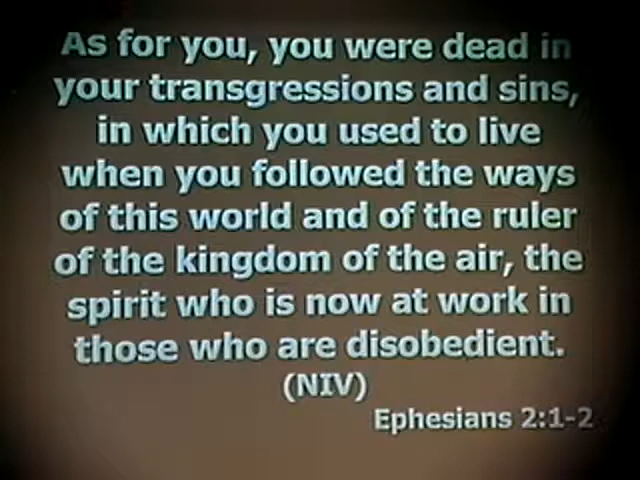 As for you, you were dead in
your transgressions and sins,
in which you used to live
when you followed the ways
of this world and of the ruler
of the kingdom of the air, the
spirit who is now at work in
those who are disobedient.
(NIV)
Ephesians 2:1-2